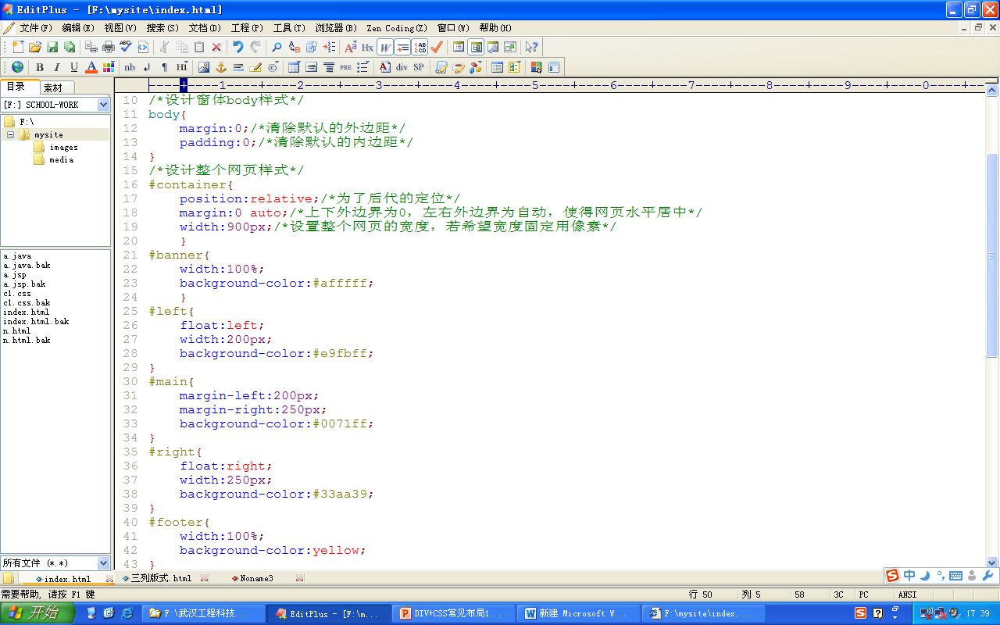 EditPlus - [F:\mysite\index.html]
文件(F) 编辑(E) 视图(V) 搜索(S) 文档(D) 工程(P) 工具(T) 浏览器(B) Zen Coding(Z) 窗口(W) 帮助(H)
B I U A nb HI PRE A div SP
目录 素材
----+----1----+----2----+----3----+----4----+----5----+----6----+----7----+----8----+----9----+----0----+--
[F:] SCHOOL-WORK
F:\
mysite
images
media
a.java
a.java.bak
a.jsp
a.jsp.bak
c1.css
c1.css.bak
index.html
index.html.bak
n.html
n.html.bak
所有文件 (*.*)
10 /*设计窗体body样式*/
11 body{
12 margin:0;/*清除默认的外边距*/
13 padding:0;/*清除默认的内边距*/
14 }
15 /*设计整个网页样式*/
16 #container{
17 position:relative;/*为了后代的定位*/
18 margin:0 auto;/*上下外边界为0，左右外边界为自动，使得网页水平居中*/
19 width:900px;/*设置整个网页的宽度，若希望宽度固定用像素*/
20 }
21 #banner{
22 width:100%;
23 background-color:#afffff;
24 }
25 #left{
26 float:left;
27 width:200px;
28 background-color:#e9fbff;
29 }
30 #main{
31 margin-left:200px;
32 margin-right:250px;
33 background-color:#0071ff;
34 }
35 #right{
36 float:right;
37 width:250px;
38 background-color:#33aa39;
39 }
40 #footer{
41 width:100%;
42 background-color:yellow;
43 }
index.html 三列版式.html Noname3
中
需要帮助, 请按 F1 键 行 50 列 5 58 3C PC ANSI
开始 F:\武汉工程科技... EditPlus - [F:\m... DIV+CSS常见布局1... 新建 Microsoft W... F:\mysite\index.... 17:39